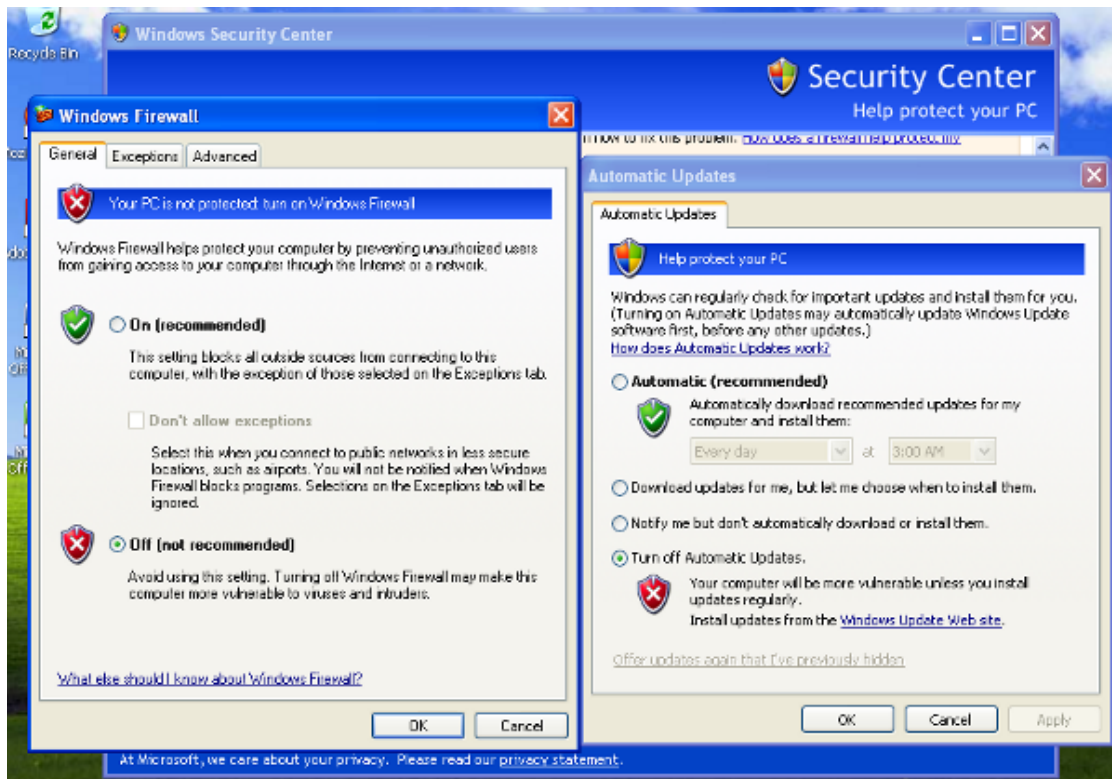 Recycle Bin
Windows Security Center
Security Center
Help protect your PC
how to fix this problem. How does a firewall help protect my
Windows Firewall
General
Exceptions
Advanced
Your PC is not protected: turn on Windows Firewall
Windows Firewall helps protect your computer by preventing unauthorized users
from gaining access to your computer through the Internet or a network.
On (recommended)
This setting blocks all outside sources from connecting to this
computer, with the exception of those selected on the Exceptions tab.
Don't allow exceptions
Select this when you connect to public networks in less secure
locations, such as airports. You will not be notified when Windows
Firewall blocks programs. Selections on the Exceptions tab will be
ignored.
Off (not recommended)
Avoid using this setting. Turning off Windows Firewall may make this
computer more vulnerable to viruses and intruders.
What else should I know about Windows Firewall?
OK
Cancel
Automatic Updates
Automatic Updates
Help protect your PC
Windows can regularly check for important updates and install them for you.
(Turning on Automatic Updates may automatically update Windows Update
software first, before any other updates.)
How does Automatic Updates work?
Automatic (recommended)
Automatically download recommended updates for my
computer and install them:
Every day at 3:00 AM
Download updates for me, but let me choose when to install them.
Notify me but don't automatically download or install them.
Turn off Automatic Updates.
Your computer will be more vulnerable unless you install
updates regularly.
Install updates from the Windows Update Web site.
Offer updates again that I've previously hidden
OK
Cancel
Apply
At Microsoft, we care about your privacy. Please read our privacy statement.